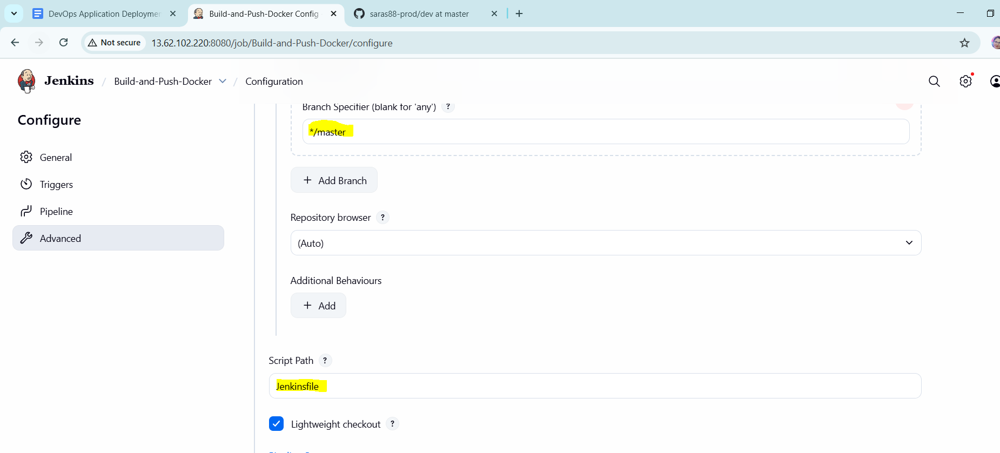 DevOps Application Deploymen
Build-and-Push-Docker Config
saras88-prod/dev at master
Not secure
13.62.102.220:8080/job/Build-and-Push-Docker/configure
Jenkins / Build-and-Push-Docker / Configuration
Configure
General
Triggers
Pipeline
Advanced
Branch Specifier (blank for 'any') ?
*/master
+ Add Branch
Repository browser ?
(Auto)
Additional Behaviours
+ Add
Script Path ?
Jenkinsfile
Lightweight checkout ?